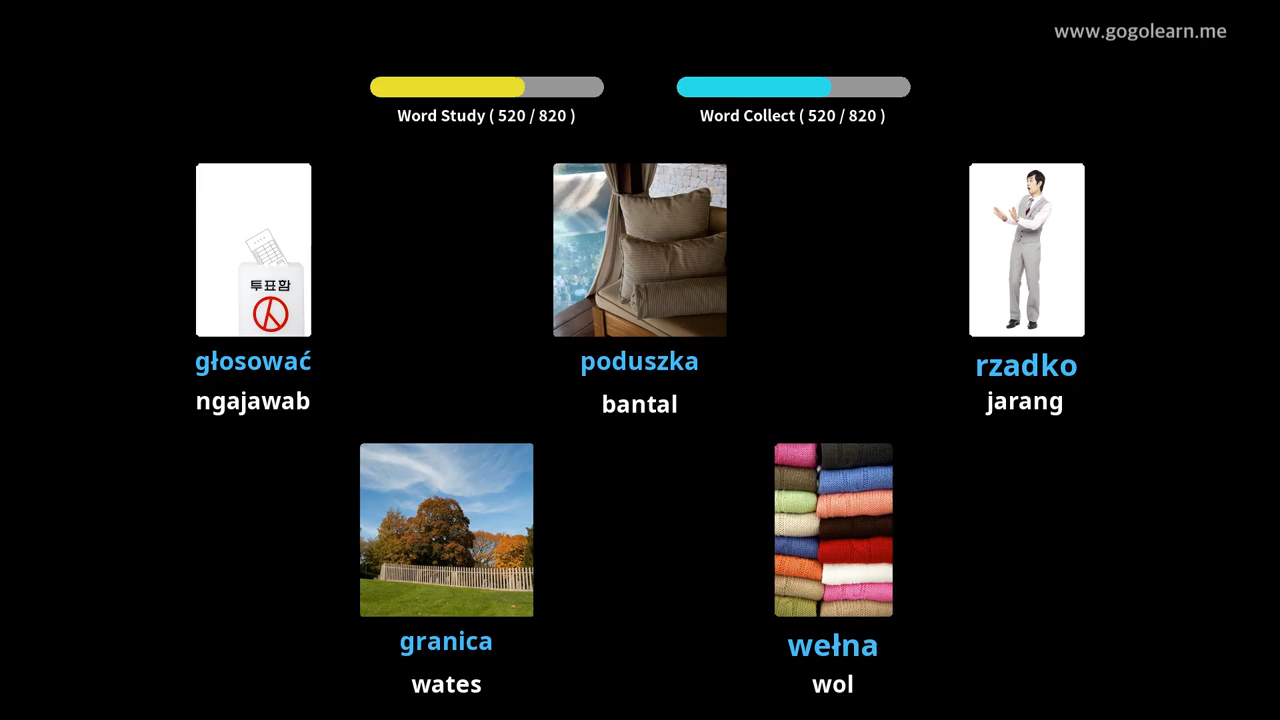 www.gogolearn.me
Word Study ( 520 / 820 )
Word Collect ( 520 / 820 )
투표함
głosować
ngajawab
poduszka
bantal
rzadko
jarang
granica
wates
wełna
wol